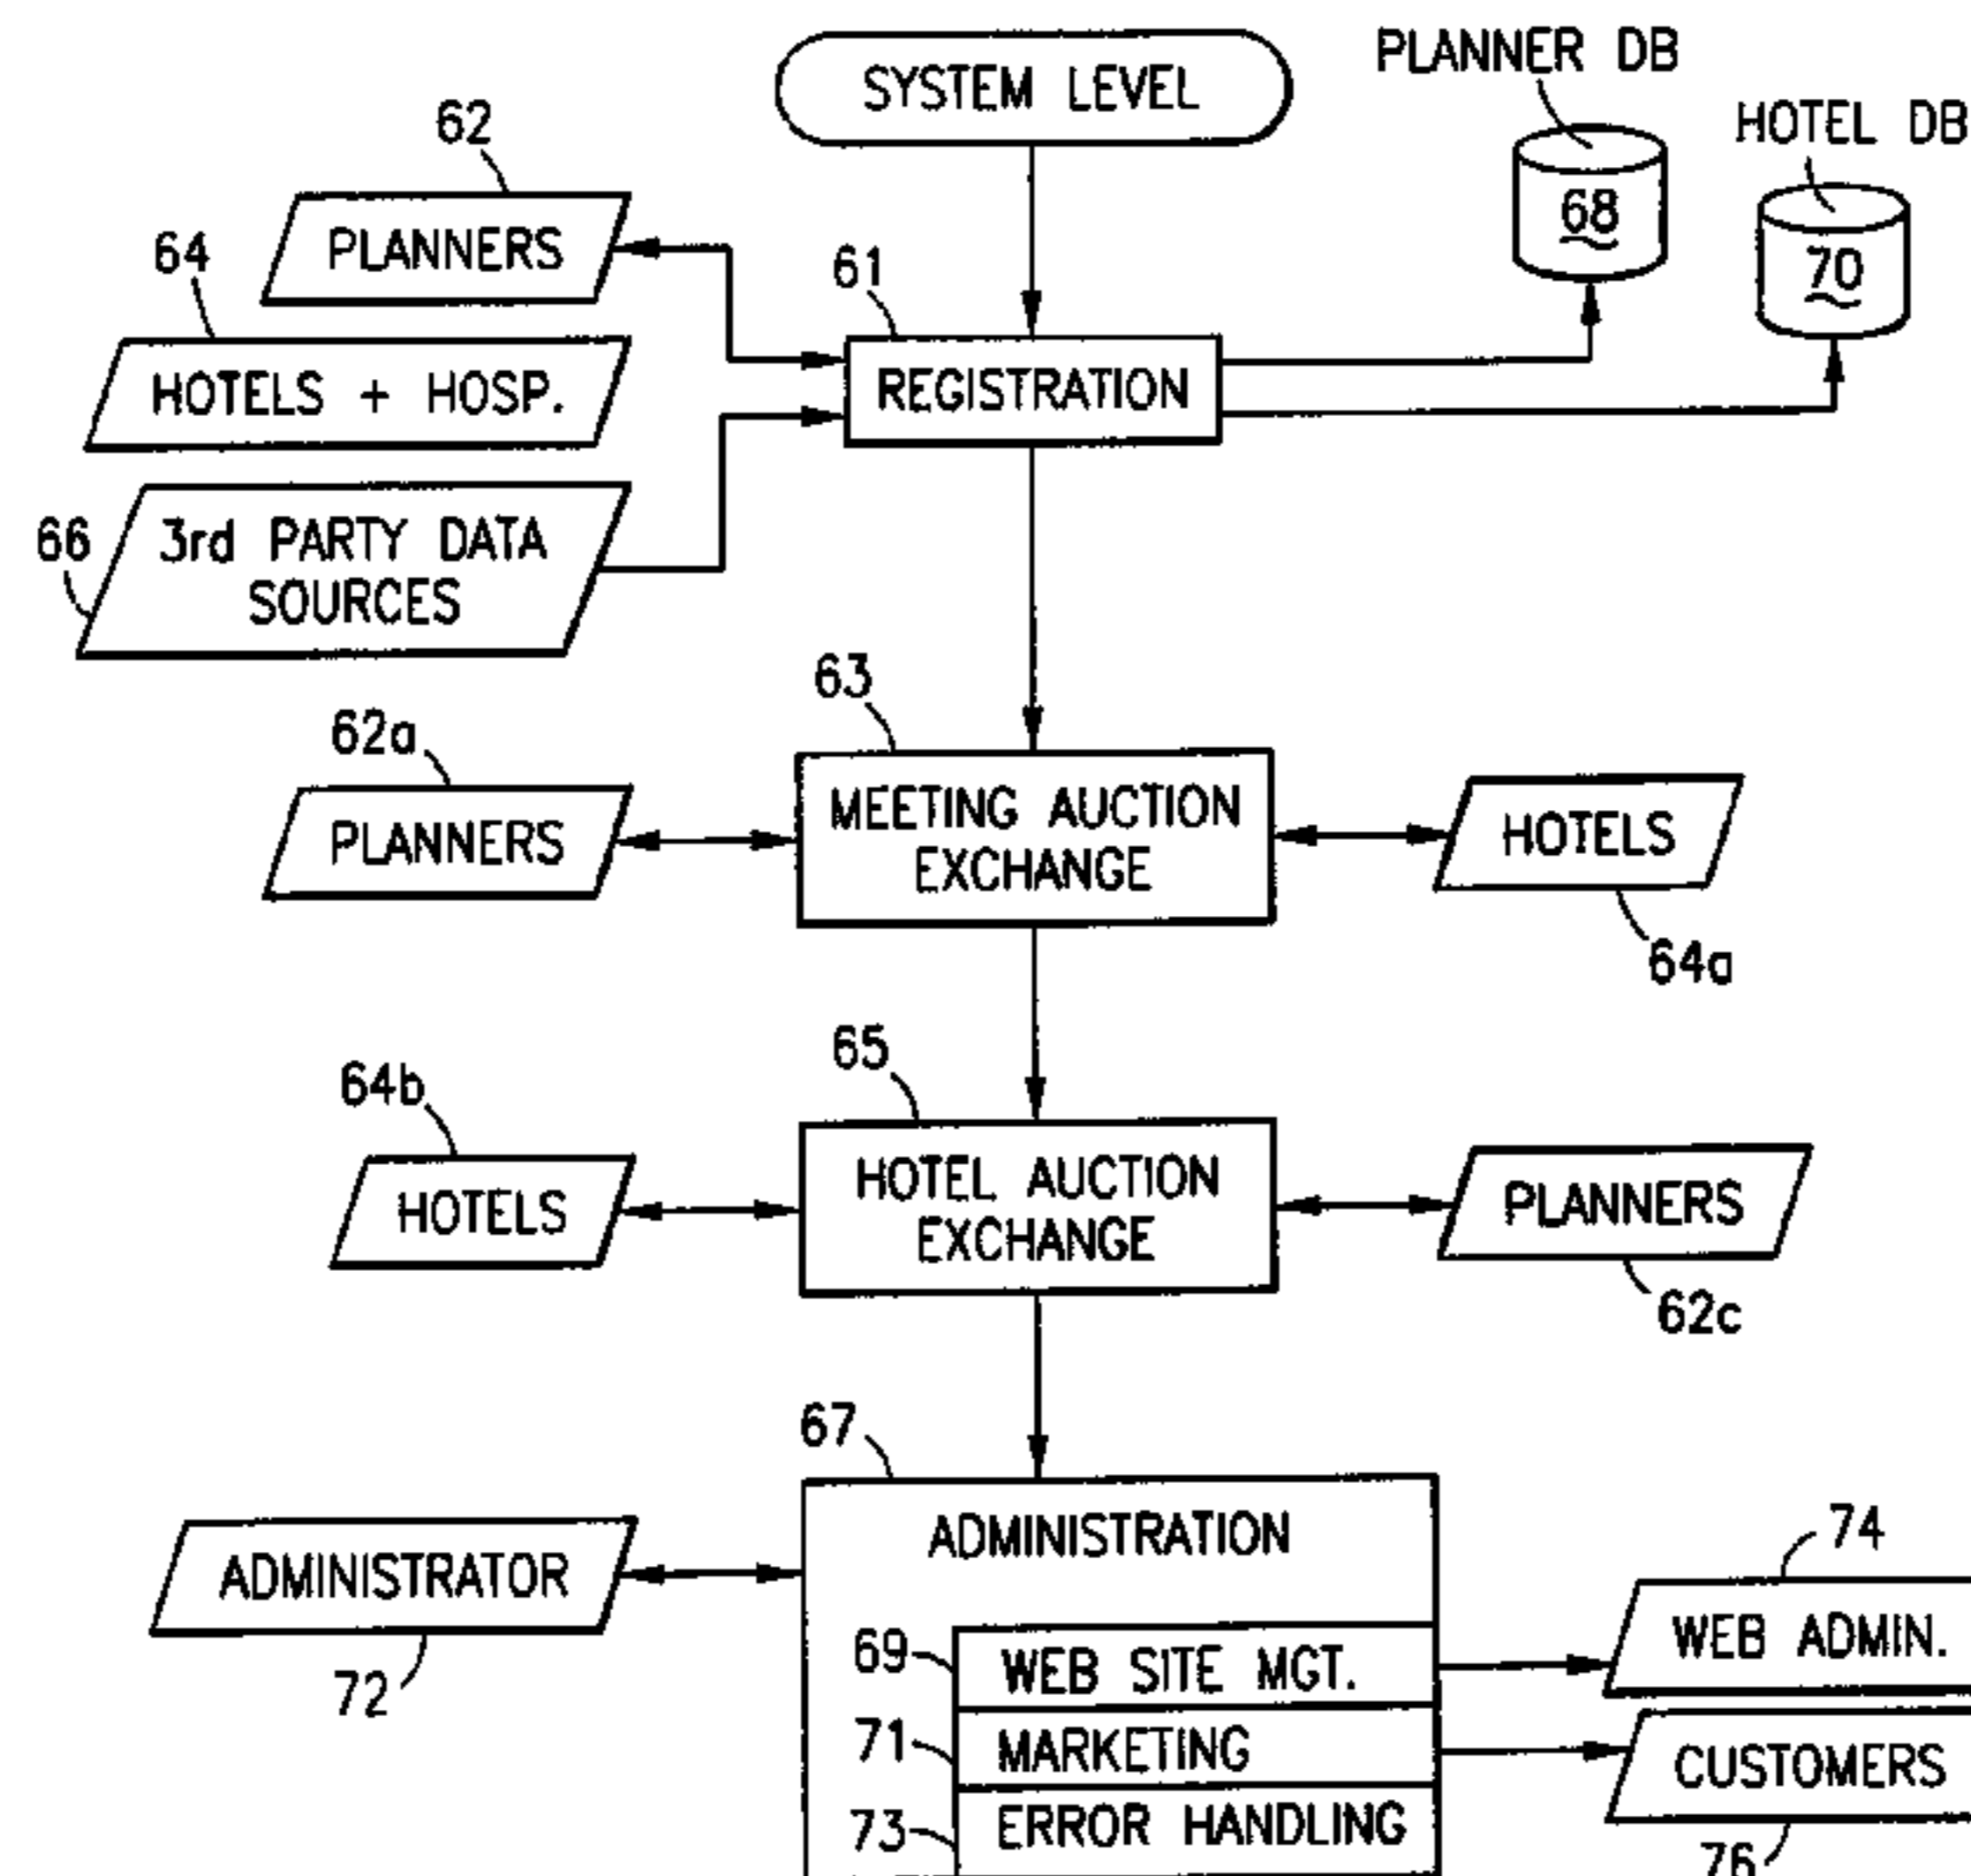 SYSTEM LEVEL
PLANNER DB
HOTEL DB
62
PLANNERS
68
70
64
61
HOTELS + HOSP.
REGISTRATION
66
3rd PARTY DATA
SOURCES
63
62a
PLANNERS
MEETING AUCTION
EXCHANGE
HOTELS
64a
65
64b
HOTELS
HOTEL AUCTION
EXCHANGE
PLANNERS
62c
67
ADMINISTRATOR
72
ADMINISTRATION
74
69
WEB SITE MGT.
WEB ADMIN.
71
MARKETING
CUSTOMERS
73
ERROR HANDLING
76